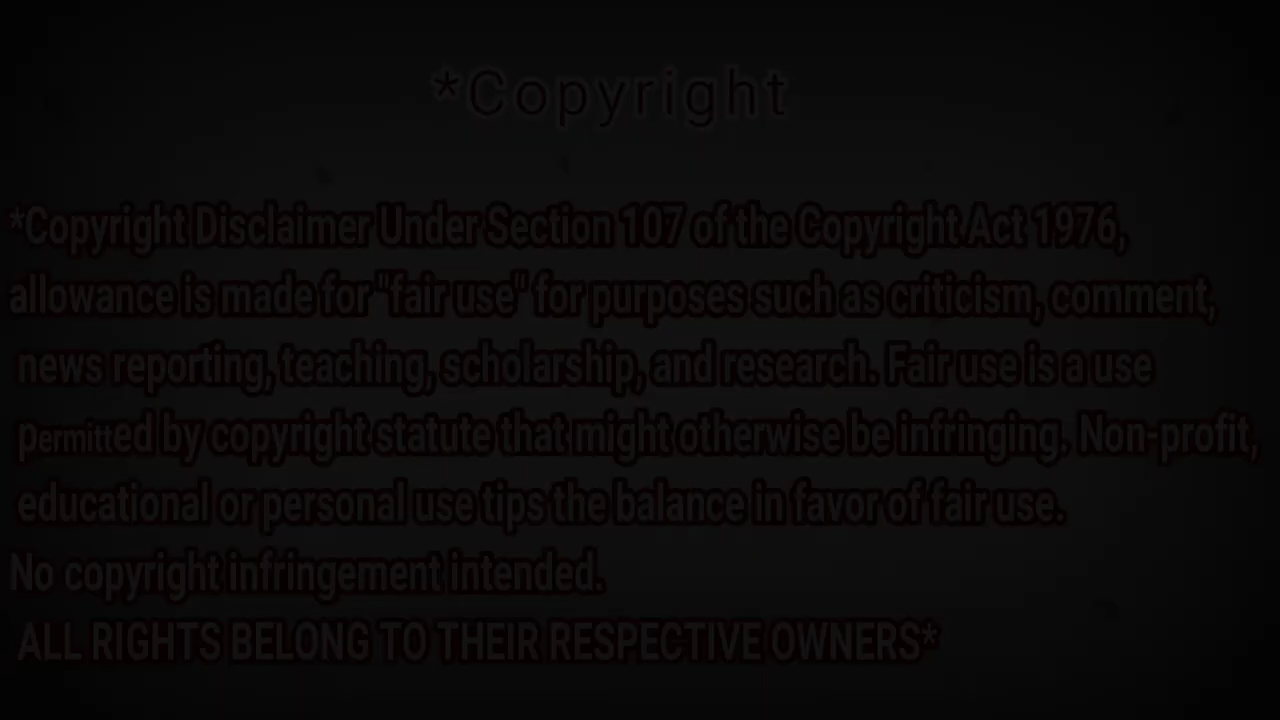 *Copyright
*Copyright Disclaimer Under Section 107 of the Copyright Act 1976,
allowance is made for "fair use" for purposes such as criticism, comment,
news reporting, teaching, scholarship, and research. Fair use is a use
permitted by copyright statute that might otherwise be infringing. Non-profit,
educational or personal use tips the balance in favor of fair use.
No copyright infringement intended.
ALL RIGHTS BELONG TO THEIR RESPECTIVE OWNERS*